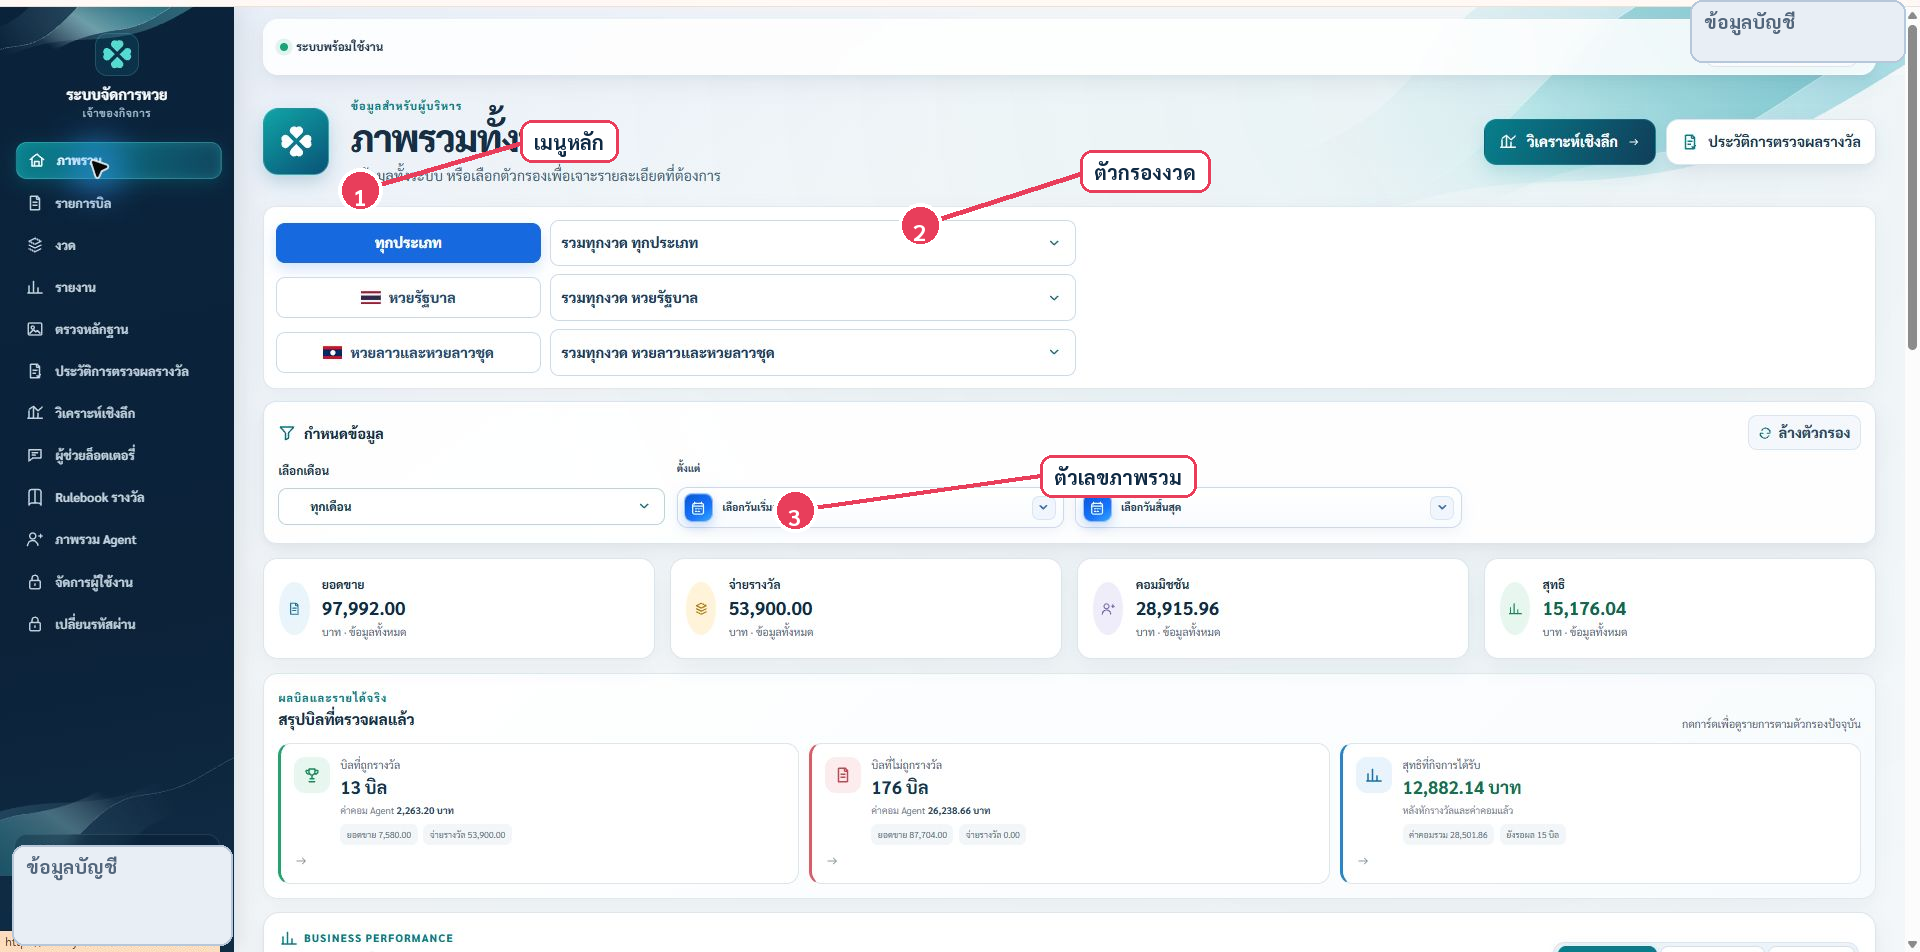 ระบบจัดการหวย
เจ้าของกิจการ
ภาพรวม
รายการบิล
งวด
รายงาน
ตรวจหลักฐาน
ประวัติการตรวจผลรางวัล
วิเคราะห์เชิงลึก
ผู้ช่วยล็อตเตอรี่
Rulebook รางวัล
ภาพรวม Agent
จัดการผู้ใช้งาน
เปลี่ยนรหัสผ่าน
ข้อมูลบัญชี
ระบบพร้อมใช้งาน
ข้อมูลบัญชี
ข้อมูลสำหรับผู้บริหาร
ภาพรวมทั้ง
เมนูหลัก
1
หรือเลือกตัวกรองเพื่อเจาะรายละเอียดที่ต้องการ
วิเคราะห์เชิงลึก →
ประวัติการตรวจผลรางวัล
ตัวกรองงวด
2
ทุกประเภท
รวมทุกงวด ทุกประเภท
หวยรัฐบาล
รวมทุกงวด หวยรัฐบาล
หวยลาวและหวยลาวชุด
รวมทุกงวด หวยลาวและหวยลาวชุด
กำหนดข้อมูล
ล้างตัวกรอง
เลือกเดือน
ตั้งแต่
ตัวเลขภาพรวม
ทุกเดือน
เลือกวันเริ่ม
3
เลือกวันสิ้นสุด
ยอดขาย
97,992.00
บาท · ข้อมูลทั้งหมด
จ่ายรางวัล
53,900.00
บาท · ข้อมูลทั้งหมด
คอมมิชชัน
28,915.96
บาท · ข้อมูลทั้งหมด
สุทธิ
15,176.04
บาท · ข้อมูลทั้งหมด
ผลบิลและรายได้จริง
สรุปบิลที่ตรวจผลแล้ว
กดการ์ดเพื่อดูรายการตามตัวกรองปัจจุบัน
บิลที่ถูกรางวัล
13 บิล
ค่าคอม Agent 2,263.20 บาท
ยอดขาย 7,580.00 จ่ายรางวัล 53,900.00
→
บิลที่ไม่ถูกรางวัล
176 บิล
ค่าคอม Agent 26,238.66 บาท
ยอดขาย 87,704.00 จ่ายรางวัล 0.00
→
สุทธิที่กิจการได้รับ
12,882.14 บาท
หลังหักรางวัลและค่าคอมแล้ว
ค่าคอมรวม 28,501.86 ยังรอผล 15 บิล
→
BUSINESS PERFORMANCE